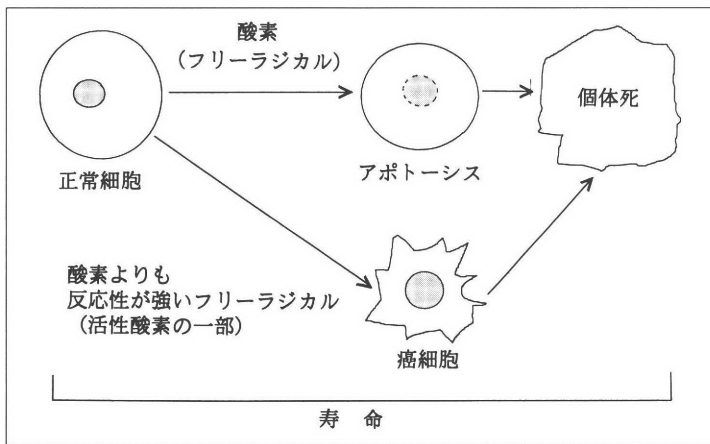 酸素
（フリーラジカル）
正常細胞
アポトーシス
個体死
酸素よりも
反応性が強いフリーラジカル
（活性酸素の一部）
癌細胞
寿　命